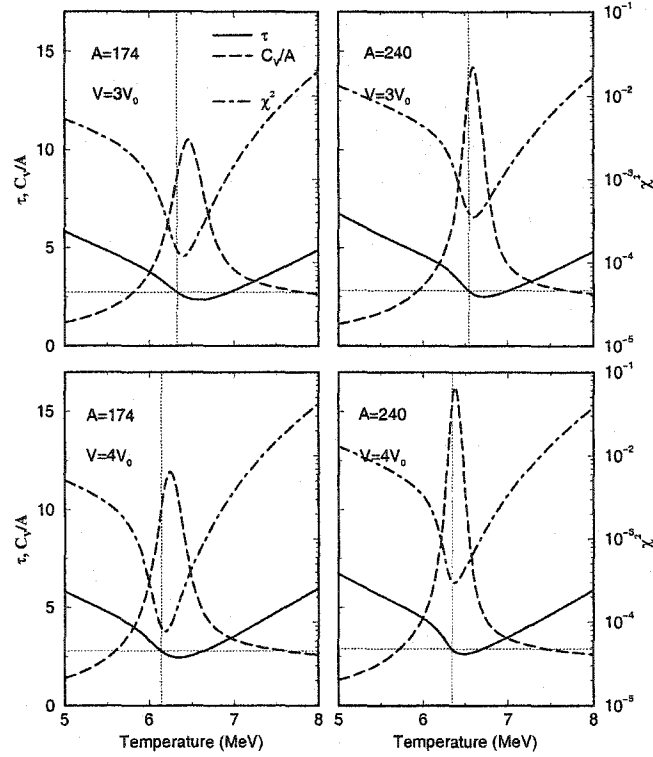 15
10
5
0
τ, C_V/A
A=174
V=3V₀
τ
C_V/A
χ²
A=240
V=3V₀
10⁻¹
10⁻²
10⁻³
10⁻⁴
10⁻⁵
χ²
15
10
5
0
τ, C_V/A
A=174
V=4V₀
A=240
V=4V₀
10⁻¹
10⁻²
10⁻³
10⁻⁴
10⁻⁵
χ²
5 6 7 8
5 6 7 8
Temperature (MeV)
Temperature (MeV)